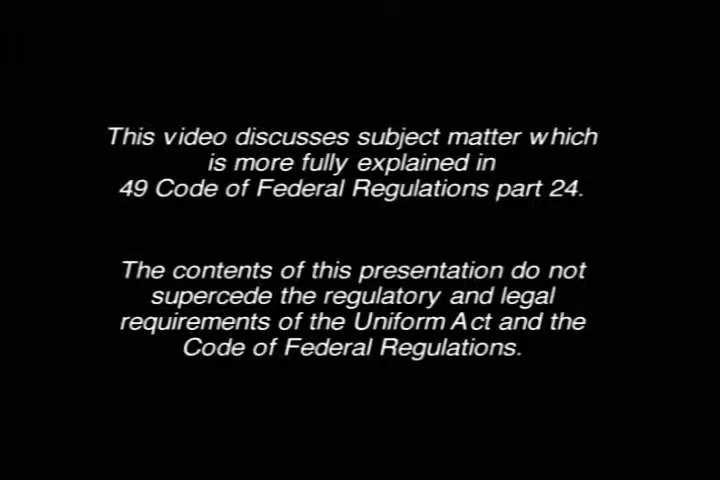 This video discusses subject matter which
is more fully explained in
49 Code of Federal Regulations part 24.
The contents of this presentation do not
supercede the regulatory and legal
requirements of the Uniform Act and the
Code of Federal Regulations.